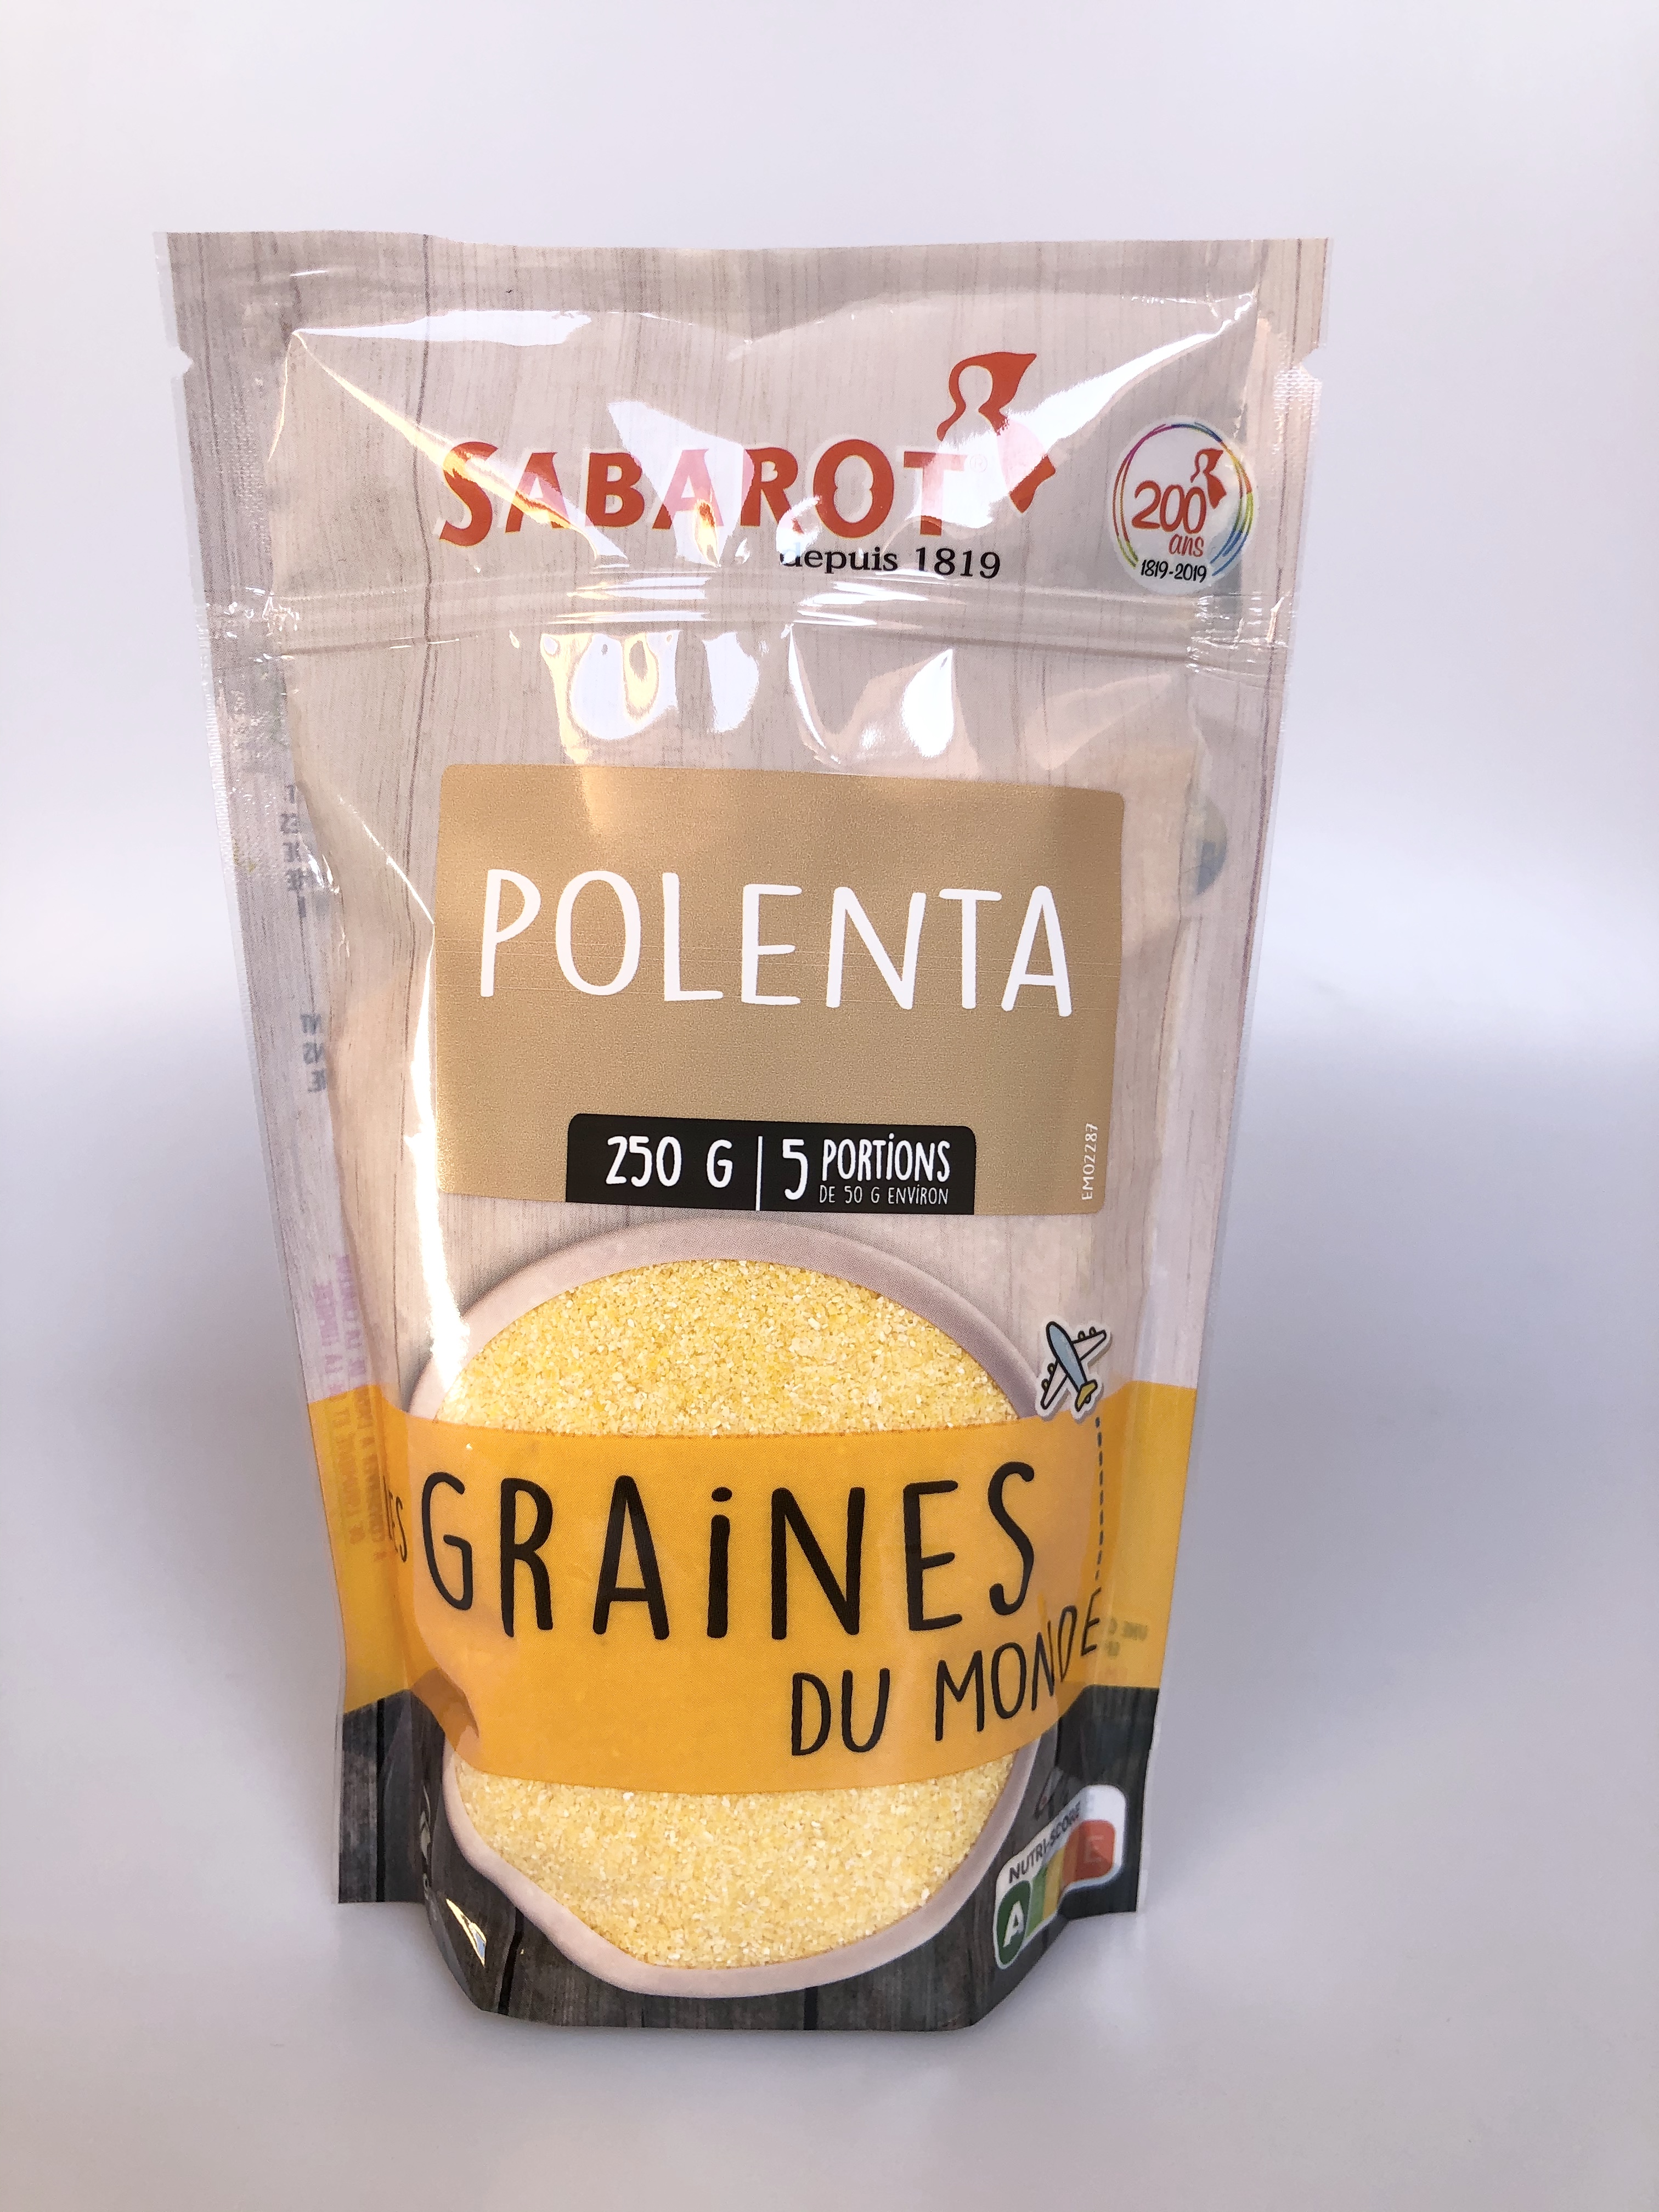 SABAROT®
depuis 1819
200
ans
1819-2019
POLENTA
250 G | 5 PORTiONS
DE 50 G ENViRON
EM02287
GRAiNES
DU MONDE
NUTRI-SCORE
A E